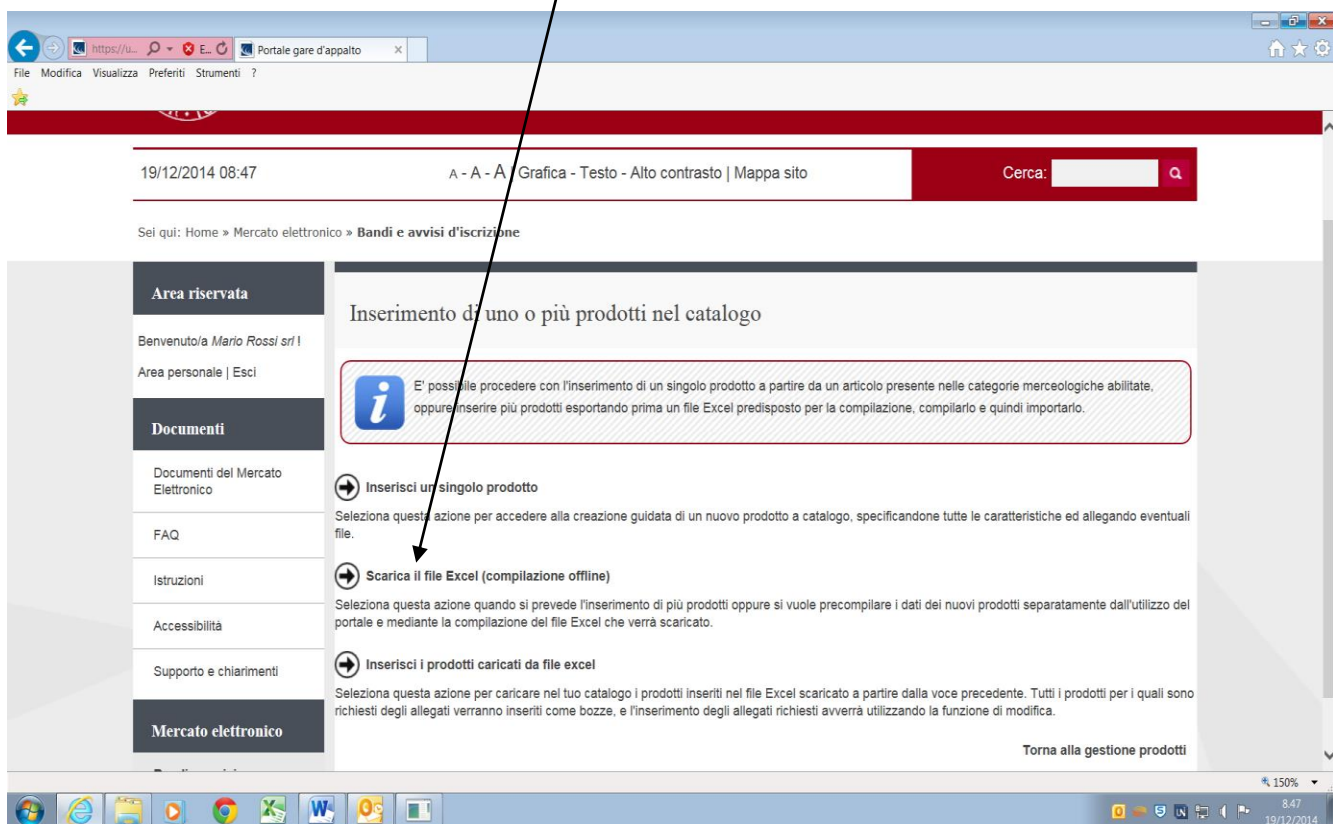 https://u...
E...
Portale gare d'appalto
File Modifica Visualizza Preferiti Strumenti ?
19/12/2014 08:47
A - A - A | Grafica - Testo - Alto contrasto | Mappa sito
Cerca:
Sei qui: Home » Mercato elettronico » Bandi e avvisi d'iscrizione
Area riservata
Benvenuto/a Mario Rossi srl !
Area personale | Esci
Documenti
Documenti del Mercato
Elettronico
FAQ
Istruzioni
Accessibilità
Supporto e chiarimenti
Mercato elettronico
Inserimento di uno o più prodotti nel catalogo
E' possibile procedere con l'inserimento di un singolo prodotto a partire da un articolo presente nelle categorie merceologiche abilitate,
oppure inserire più prodotti esportando prima un file Excel predisposto per la compilazione, compilarlo e quindi importarlo.
Inserisci un singolo prodotto
Seleziona questa azione per accedere alla creazione guidata di un nuovo prodotto a catalogo, specificandone tutte le caratteristiche ed allegando eventuali
file.
Scarica il file Excel (compilazione offline)
Seleziona questa azione quando si prevede l'inserimento di più prodotti oppure si vuole precompilare i dati dei nuovi prodotti separatamente dall'utilizzo del
portale e mediante la compilazione del file Excel che verrà scaricato.
Inserisci i prodotti caricati da file excel
Seleziona questa azione per caricare nel tuo catalogo i prodotti inseriti nel file Excel scaricato a partire dalla voce precedente. Tutti i prodotti per i quali sono
richiesti degli allegati verranno inseriti come bozze, e l'inserimento degli allegati richiesti avverrà utilizzando la funzione di modifica.
Torna alla gestione prodotti
150%
8.47
19/12/2014